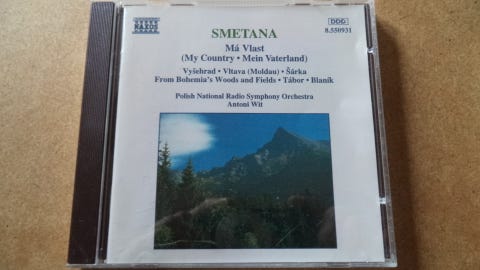 NAXOS
DDD
8.550931
SMETANA
Má Vlast
(My Country • Mein Vaterland)
Vyšehrad • Vltava (Moldau) • Šárka
From Bohemia's Woods and Fields • Tábor • Blaník
Polish National Radio Symphony Orchestra
Antoni Wit